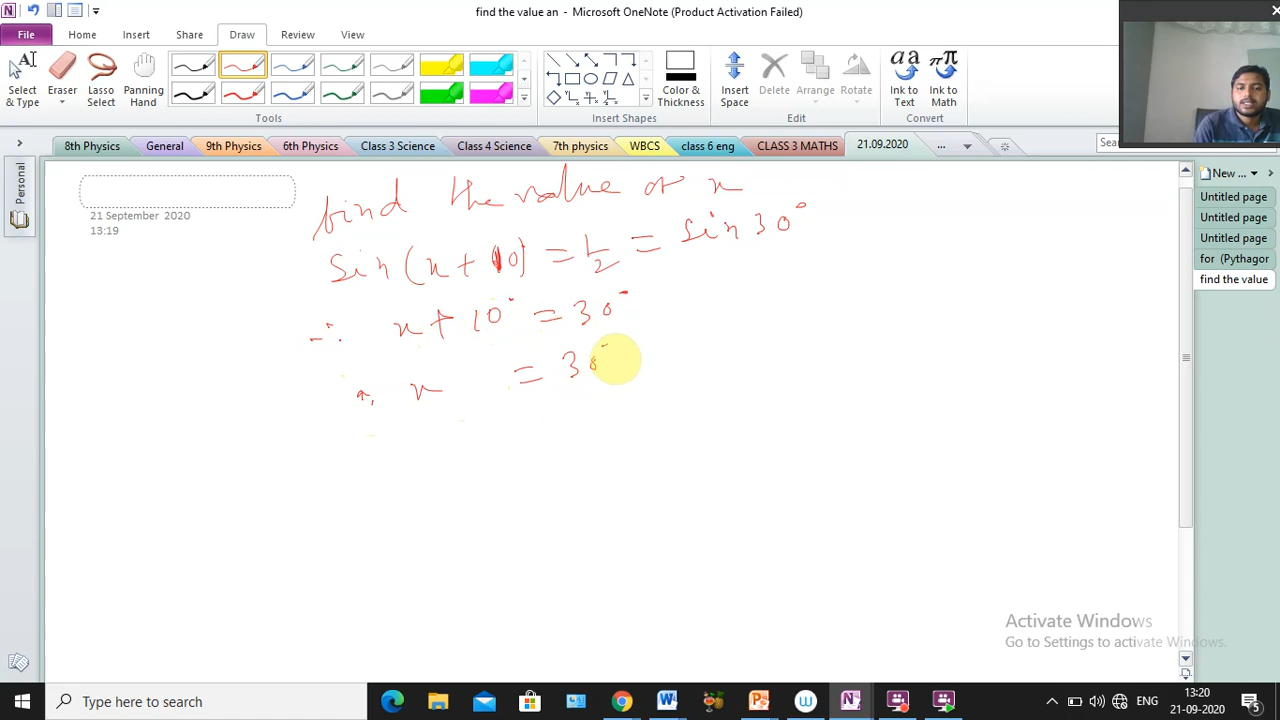 find the value an - Microsoft OneNote (Product Activation Failed)
File Home Insert Share Draw Review View
Select & Type Eraser Lasso Select Panning Hand Color & Thickness Insert Space Delete Arrange Rotate Ink to Text Ink to Math
Tools Insert Shapes Edit Convert
8th Physics General 9th Physics 6th Physics Class 3 Science Class 4 Science 7th physics WBCS class 6 eng CLASS 3 MATHS 21.09.2020 ...
Personal
New ...
Untitled page
Untitled page
Untitled page
for (Pythagor
find the value
21 September 2020
13:19
find the value of x
Sin (x + 10) = 1/2 = Sin 30°
∴ x + 10° = 30°
∴ x = 30°
Activate Windows
Go to Settings to activate Windows.
Type here to search
ENG
13:20
21-09-2020
5